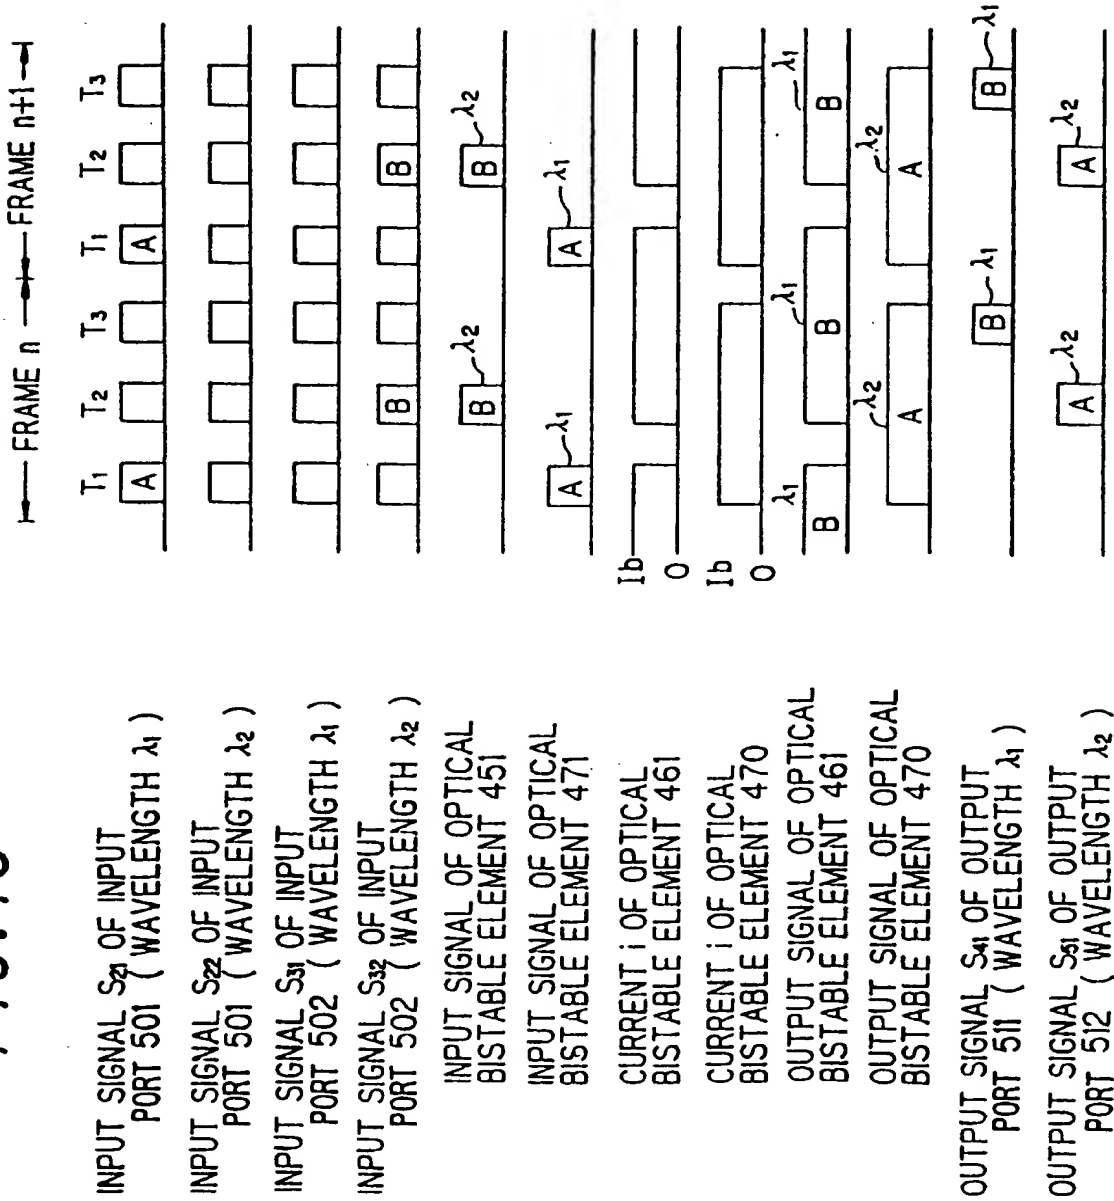 FRAME n FRAME n+1
T1 T2 T3 T1 T2 T3
INPUT SIGNAL S21 OF INPUT
PORT 501 ( WAVELENGTH λ1 )
A A
INPUT SIGNAL S22 OF INPUT
PORT 501 ( WAVELENGTH λ2 )
INPUT SIGNAL S31 OF INPUT
PORT 502 ( WAVELENGTH λ1 )
INPUT SIGNAL S32 OF INPUT
PORT 502 ( WAVELENGTH λ2 )
B B
INPUT SIGNAL OF OPTICAL
BISTABLE ELEMENT 451
B λ2 B λ2
INPUT SIGNAL OF OPTICAL
BISTABLE ELEMENT 471
A λ1 A λ1
CURRENT i OF OPTICAL
BISTABLE ELEMENT 461
Ib
0
CURRENT i OF OPTICAL
BISTABLE ELEMENT 470
Ib
0
OUTPUT SIGNAL OF OPTICAL
BISTABLE ELEMENT 461
λ1 λ1 λ1
B B B
OUTPUT SIGNAL OF OPTICAL
BISTABLE ELEMENT 470
λ2 λ2
A A
OUTPUT SIGNAL S41 OF OUTPUT
PORT 511 ( WAVELENGTH λ1 )
B λ1 B λ1
OUTPUT SIGNAL S51 OF OUTPUT
PORT 512 ( WAVELENGTH λ2 )
A λ2 A λ2